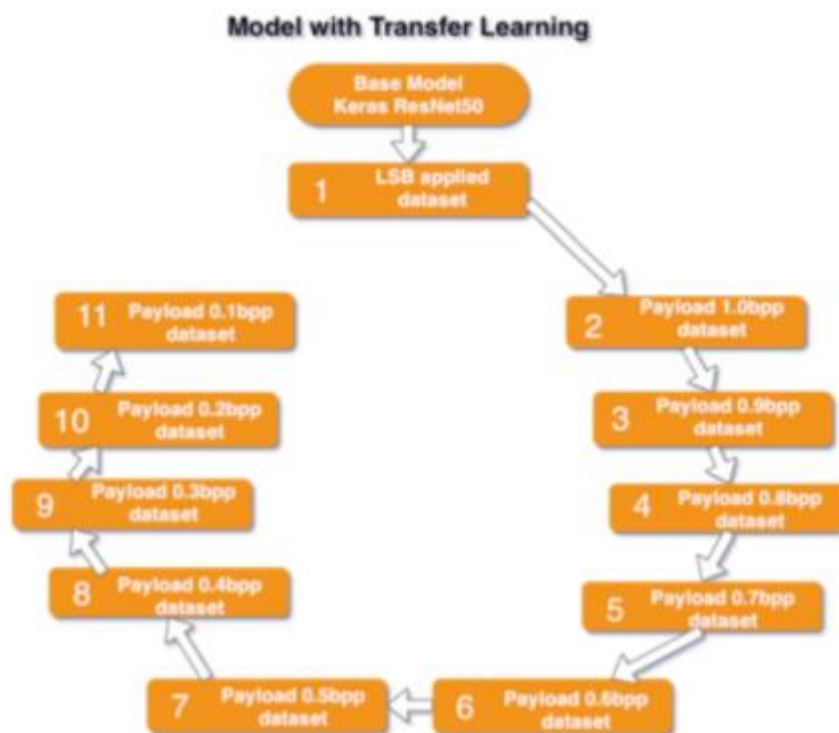 Model with Transfer Learning
Base Model
Keras ResNet50
1
LSB applied
dataset
2
Payload 1.0bpp
dataset
3
Payload 0.9bpp
dataset
4
Payload 0.8bpp
dataset
5
Payload 0.7bpp
dataset
6
Payload 0.6bpp
dataset
7
Payload 0.5bpp
dataset
8
Payload 0.4bpp
dataset
9
Payload 0.3bpp
dataset
10
Payload 0.2bpp
dataset
11
Payload 0.1bpp
dataset